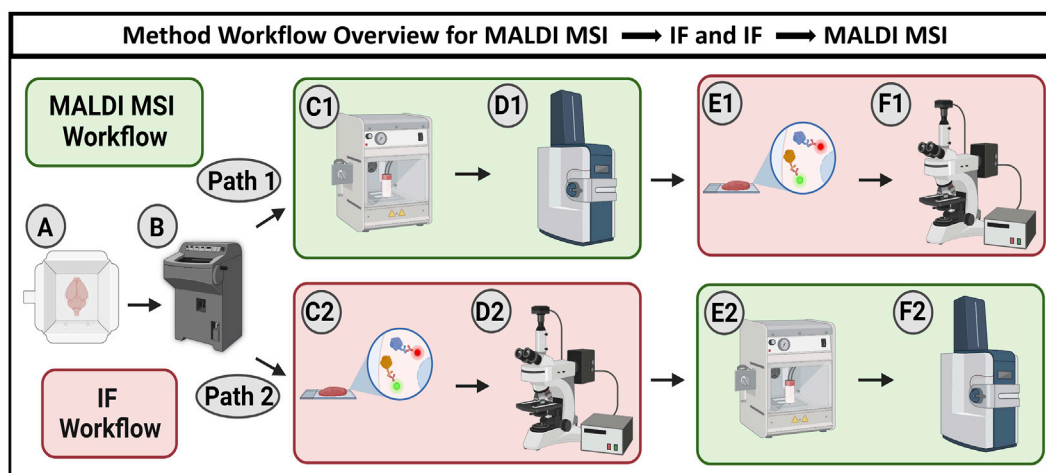 Method Workflow Overview for MALDI MSI → IF and IF → MALDI MSI
MALDI MSI
Workflow
Path 1
C1
D1
E1
F1
A
B
C2
D2
E2
F2
Path 2
IF
Workflow